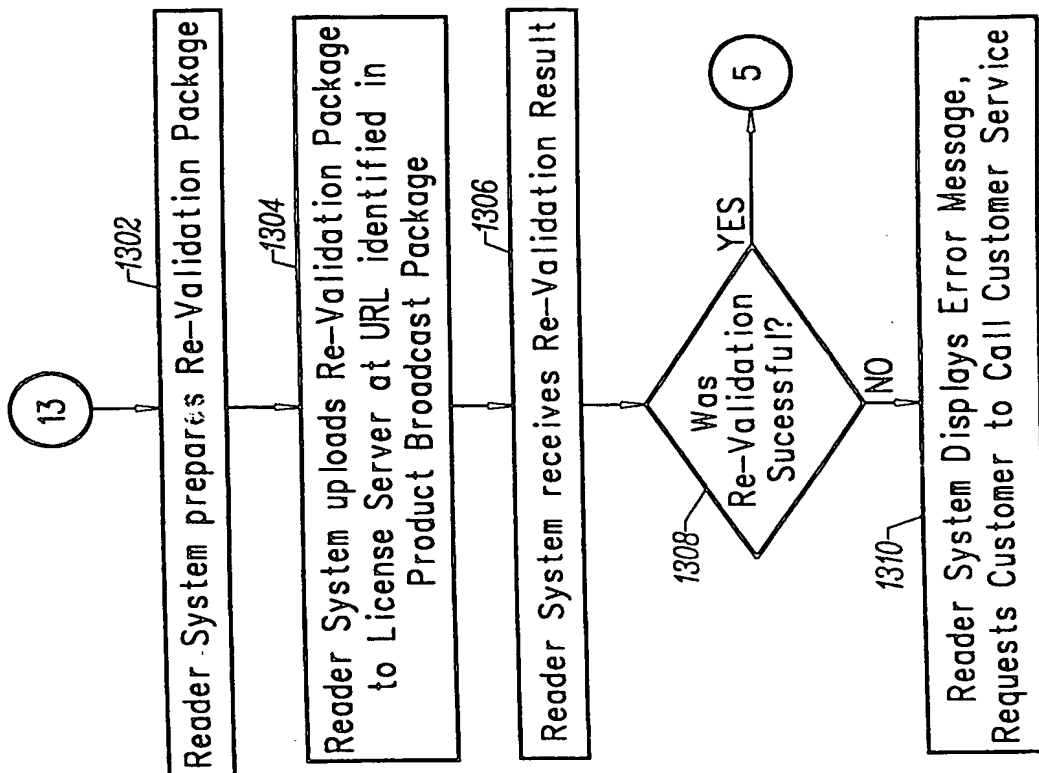 13
1302
Reader System prepares Re-Validation Package
1304
Reader System uploads Re-Validation Package
to License Server at URL identified in
Product Broadcast Package
1306
Reader System receives Re-Validation Result
1308
Was
Re-Validation
Sucessful?
YES
5
NO
1310
Reader System Displays Error Message,
Requests Customer to Call Customer Service